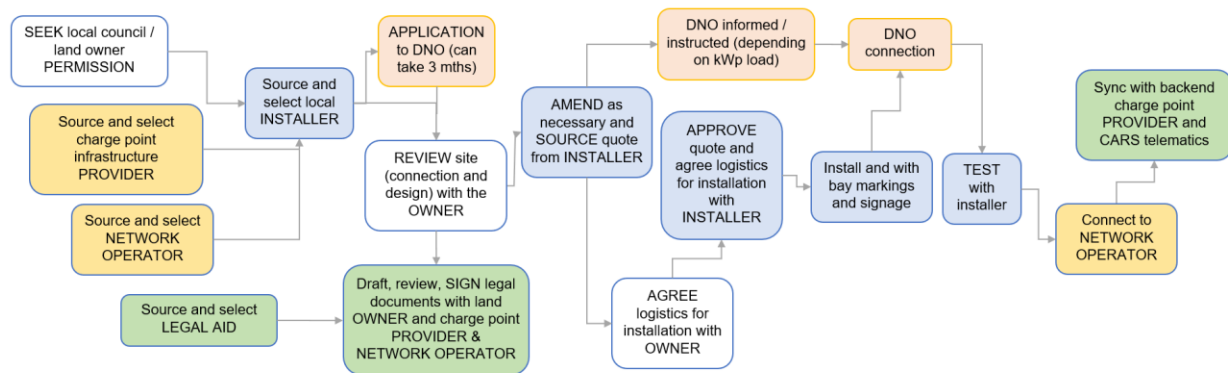 SEEK local council /
land owner
PERMISSION
Source and select
charge point
infrastructure
PROVIDER
Source and select
NETWORK
OPERATOR
Source and select
LEGAL AID
Source and
select local
INSTALLER
APPLICATION
to DNO (can
take 3 mths)
REVIEW site
(connection and
design) with the
OWNER
Draft, review, SIGN legal
documents with land
OWNER and charge point
PROVIDER &
NETWORK OPERATOR
AMEND as
necessary and
SOURCE quote
from INSTALLER
DNO informed /
instructed (depending
on kWp load)
APPROVE
quote and
agree logistics
for installation
with
INSTALLER
AGREE
logistics for
installation with
OWNER
DNO
connection
Install and with
bay markings
and signage
TEST
with
installer
Connect to
NETWORK
OPERATOR
Sync with backend
charge point
PROVIDER and
CARS telematics